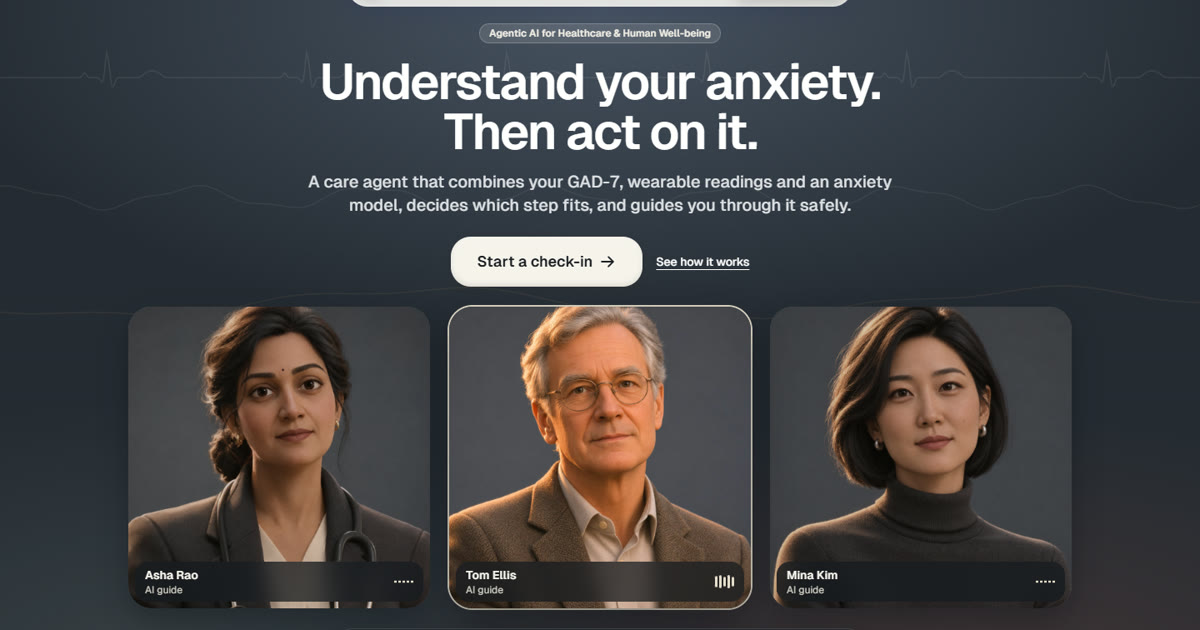 Agentic AI for Healthcare & Human Well-being
Understand your anxiety.
Then act on it.
A care agent that combines your GAD-7, wearable readings and an anxiety
model, decides which step fits, and guides you through it safely.
Start a check-in →
See how it works
Asha Rao
AI guide
Tom Ellis
AI guide
Mina Kim
AI guide